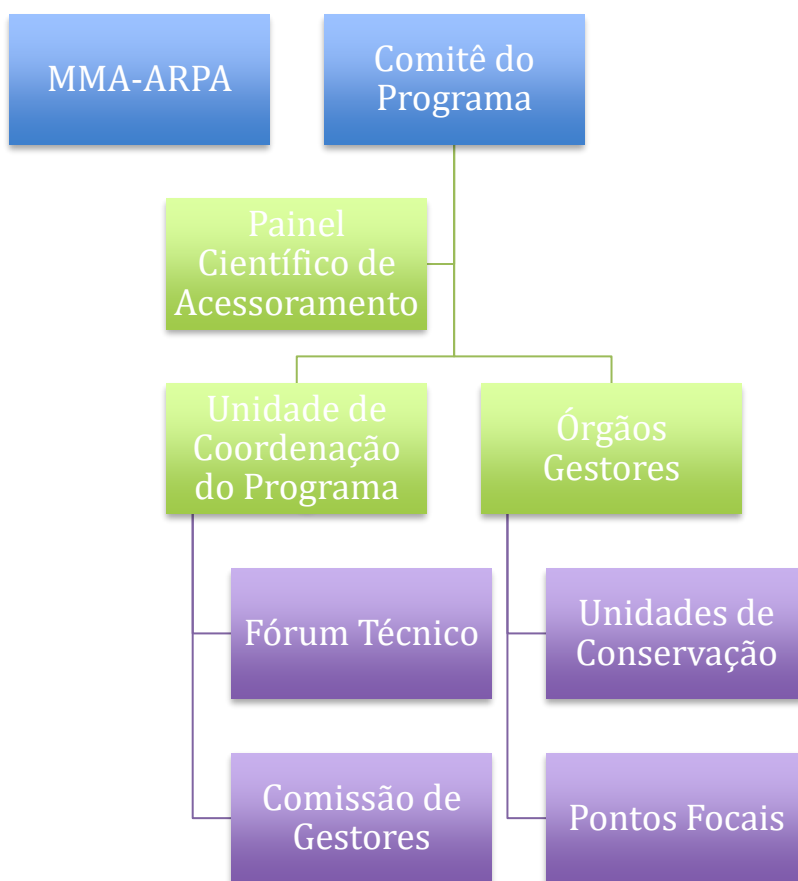 MMA-ARPA
Comitê do
Programa
Painel
Científico de
Acessoramento
Unidade de
Coordenação
do Programa
Órgãos
Gestores
Fórum Técnico
Unidades de
Conservação
Comissão de
Gestores
Pontos Focais